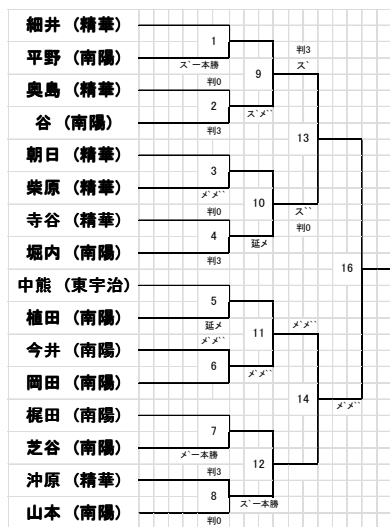 細井 (精華)
1
判3
平野 (南陽)
ズ一本勝
ズ
9
奥島 (精華)
判0
2
ズメ
谷 (南陽)
判3
13
朝日 (精華)
3
柴原 (精華)
メメ
10
寺谷 (精華)
判0
ズ
4
延メ
判0
堀内 (南陽)
判3
16
中熊 (東宇治)
5
植田 (南陽)
延メ
11
メメ
今井 (南陽)
メメ
6
メメ
岡田 (南陽)
14
梶田 (南陽)
メメ
7
芝谷 (南陽)
メ一本勝
12
沖原 (精華)
判3
8
ズ一本勝
山本 (南陽)
判0